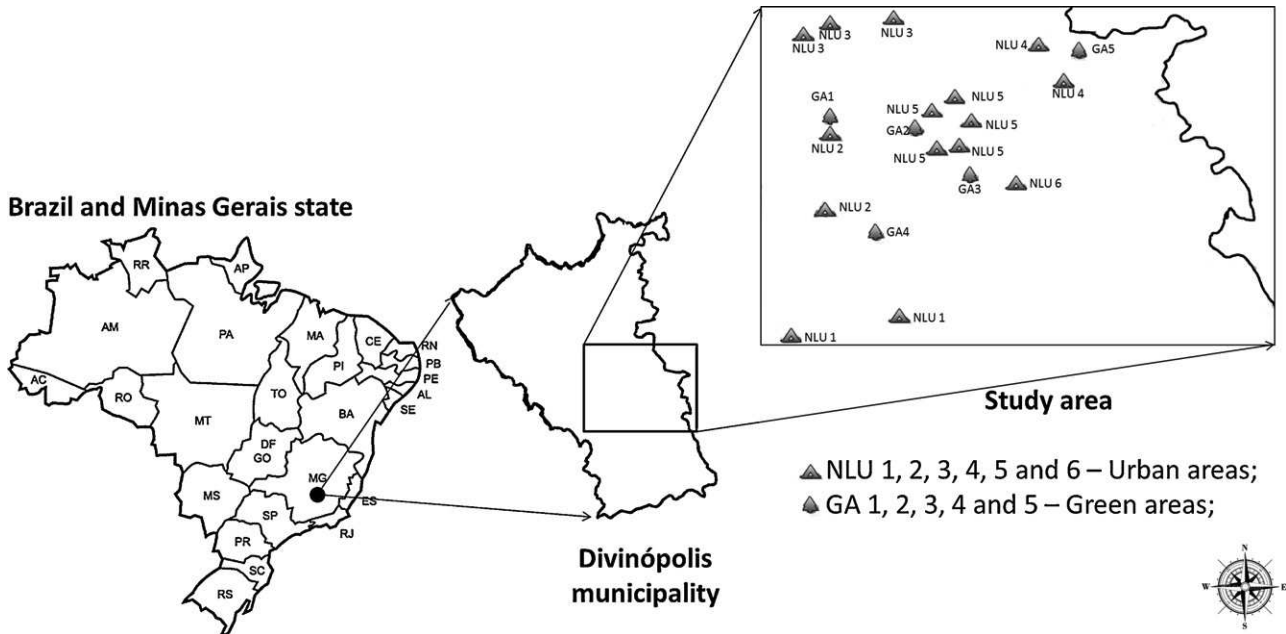 NLU 3
NLU 3
NLU 3
NLU 4
GA5
NLU 4
GA1
NLU 2
NLU 5
NLU 5
GA2
NLU 5
NLU 5
NLU 5
GA3
NLU 6
NLU 2
GA4
NLU 1
NLU 1
Brazil and Minas Gerais state
RR
AP
AM
PA
MA
CE
RN
PI
PB
PE
AC
RO
TO
AL
BA
SE
MT
DF
GO
MG
MS
ES
SP
RJ
PR
SC
RS
Study area
NLU 1, 2, 3, 4, 5 and 6 – Urban areas;
GA 1, 2, 3, 4 and 5 – Green areas;
Divinópolis
municipality
N
W
E
S